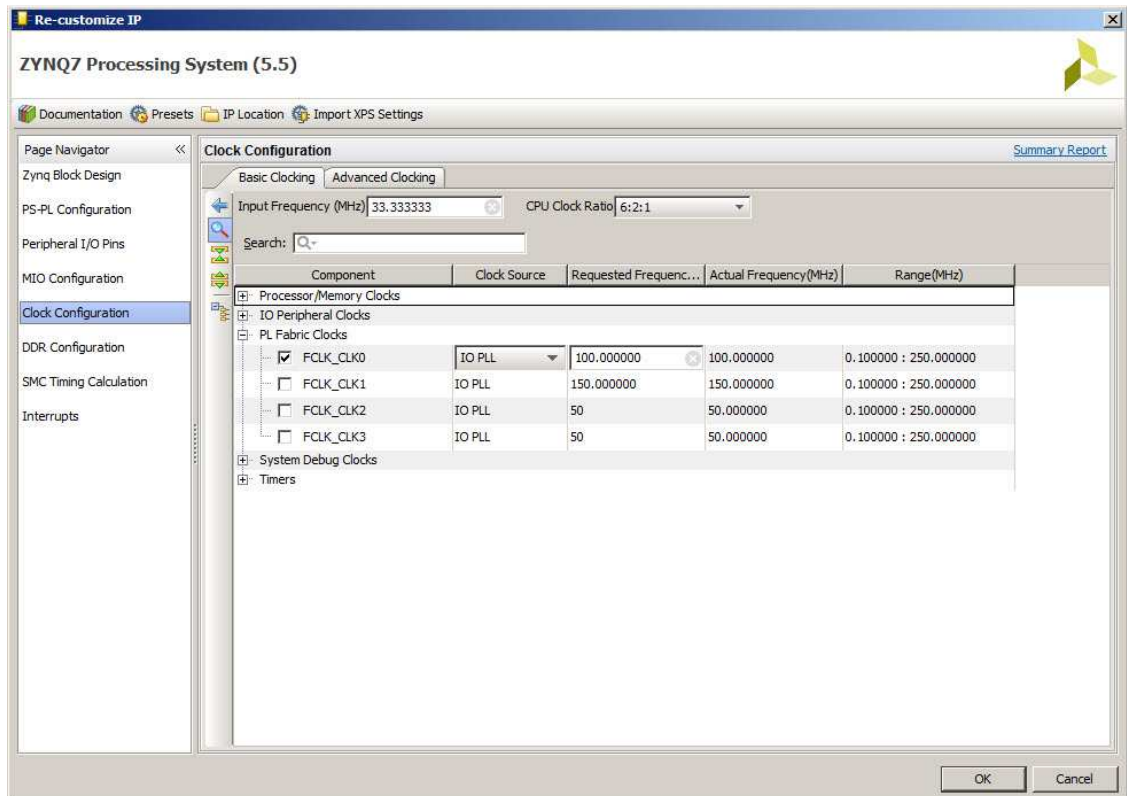 Re-customize IP
ZYNQ7 Processing System (5.5)
Documentation Presets IP Location Import XPS Settings
Page Navigator «
Zynq Block Design
PS-PL Configuration
Peripheral I/O Pins
MIO Configuration
Clock Configuration
DDR Configuration
SMC Timing Calculation
Interrupts
Clock Configuration Summary Report
Basic Clocking Advanced Clocking
Input Frequency (MHz) 33.333333 CPU Clock Ratio 6:2:1
Search:
Component Clock Source Requested Frequenc... Actual Frequency(MHz) Range(MHz)
Processor/Memory Clocks
IO Peripheral Clocks
PL Fabric Clocks
FCLK_CLK0 IO PLL 100.000000 100.000000 0.100000 : 250.000000
FCLK_CLK1 IO PLL 150.000000 150.000000 0.100000 : 250.000000
FCLK_CLK2 IO PLL 50 50.000000 0.100000 : 250.000000
FCLK_CLK3 IO PLL 50 50.000000 0.100000 : 250.000000
System Debug Clocks
Timers
OK Cancel